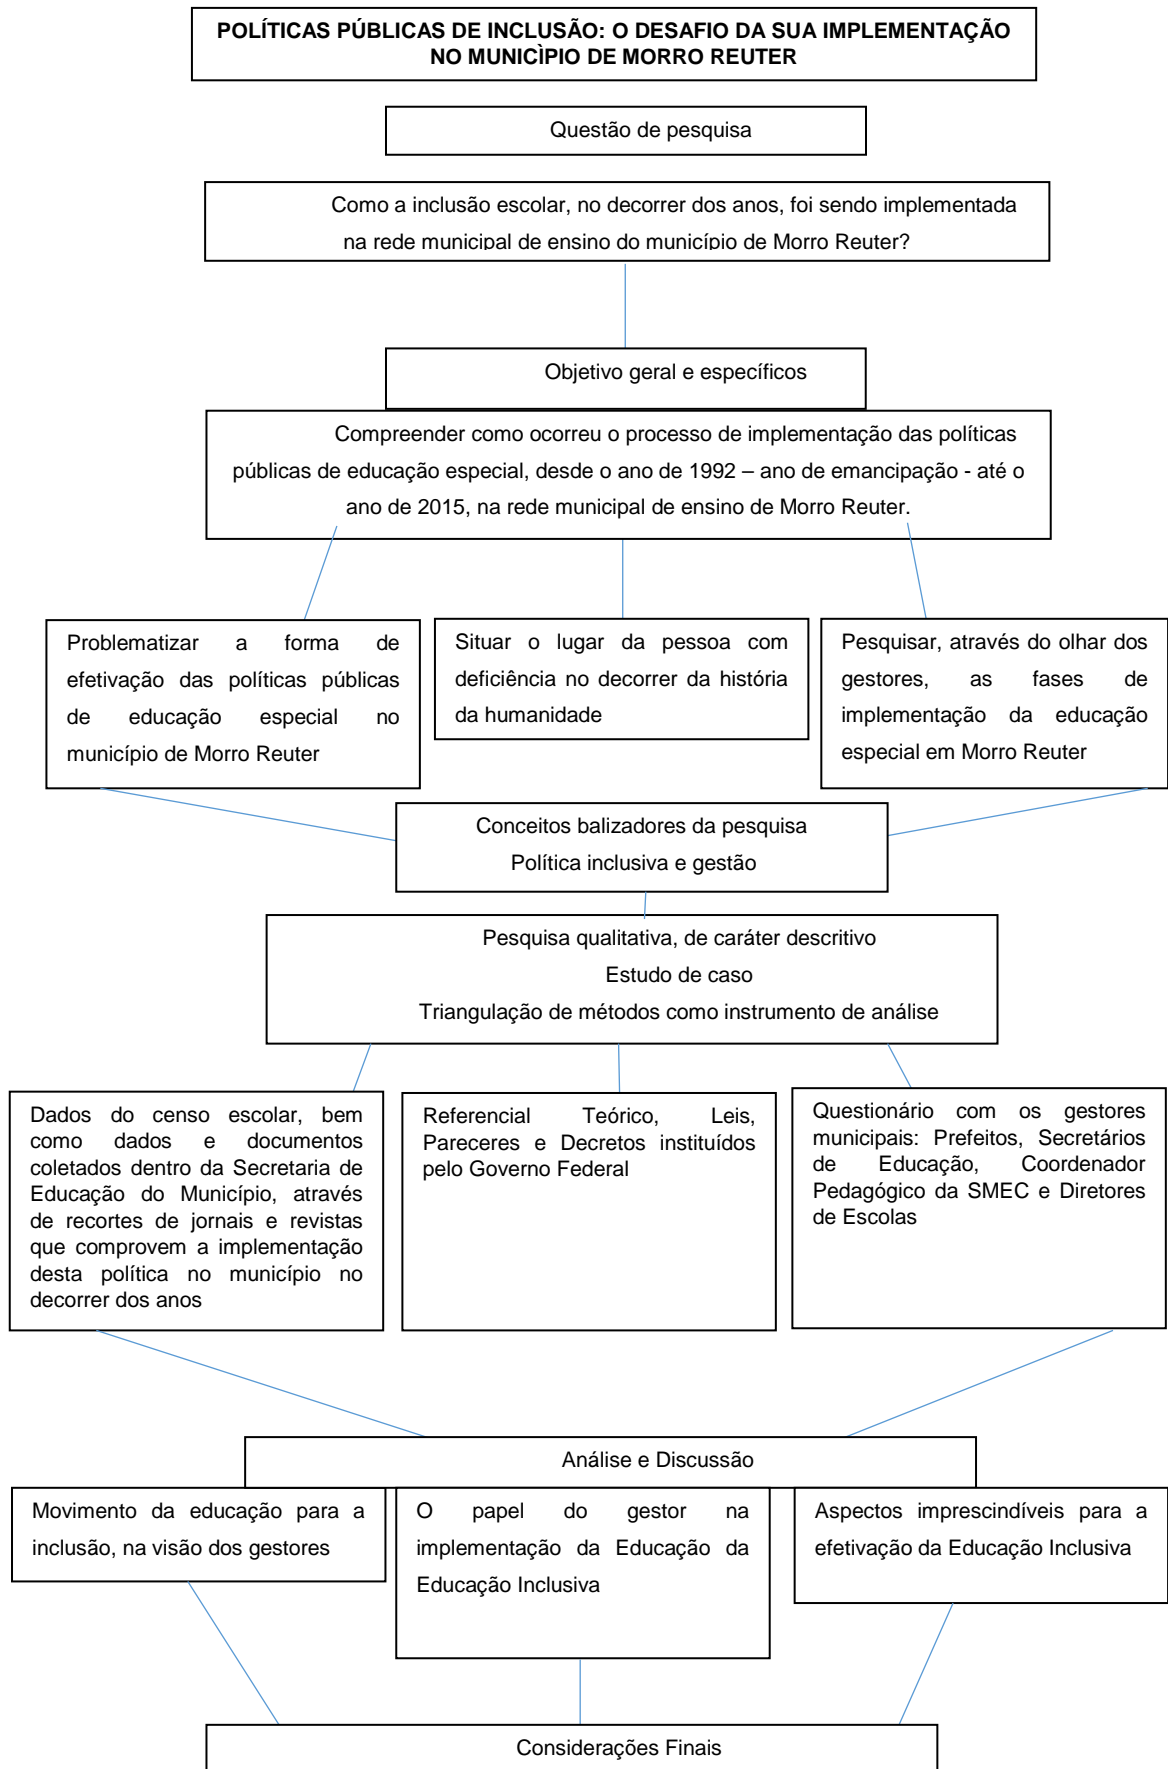 POLÍTICAS PÚBLICAS DE INCLUSÃO: O DESAFIO DA SUA IMPLEMENTAÇÃO
NO MUNICÌPIO DE MORRO REUTER
Questão de pesquisa
Como a inclusão escolar, no decorrer dos anos, foi sendo implementada
na rede municipal de ensino do município de Morro Reuter?
Objetivo geral e específicos
Compreender como ocorreu o processo de implementação das políticas
públicas de educação especial, desde o ano de 1992 – ano de emancipação - até o
ano de 2015, na rede municipal de ensino de Morro Reuter.
Problematizar a forma de
efetivação das políticas públicas
de educação especial no
município de Morro Reuter
Situar o lugar da pessoa com
deficiência no decorrer da história
da humanidade
Pesquisar, através do olhar dos
gestores, as fases de
implementação da educação
especial em Morro Reuter
Conceitos balizadores da pesquisa
Política inclusiva e gestão
Pesquisa qualitativa, de caráter descritivo
Estudo de caso
Triangulação de métodos como instrumento de análise
Dados do censo escolar, bem
como dados e documentos
coletados dentro da Secretaria de
Educação do Município, através
de recortes de jornais e revistas
que comprovem a implementação
desta política no município no
decorrer dos anos
Referencial Teórico, Leis,
Pareceres e Decretos instituídos
pelo Governo Federal
Questionário com os gestores
municipais: Prefeitos, Secretários
de Educação, Coordenador
Pedagógico da SMEC e Diretores
de Escolas
Análise e Discussão
Movimento da educação para a
inclusão, na visão dos gestores
O papel do gestor na
implementação da Educação da
Educação Inclusiva
Aspectos imprescindíveis para a
efetivação da Educação Inclusiva
Considerações Finais